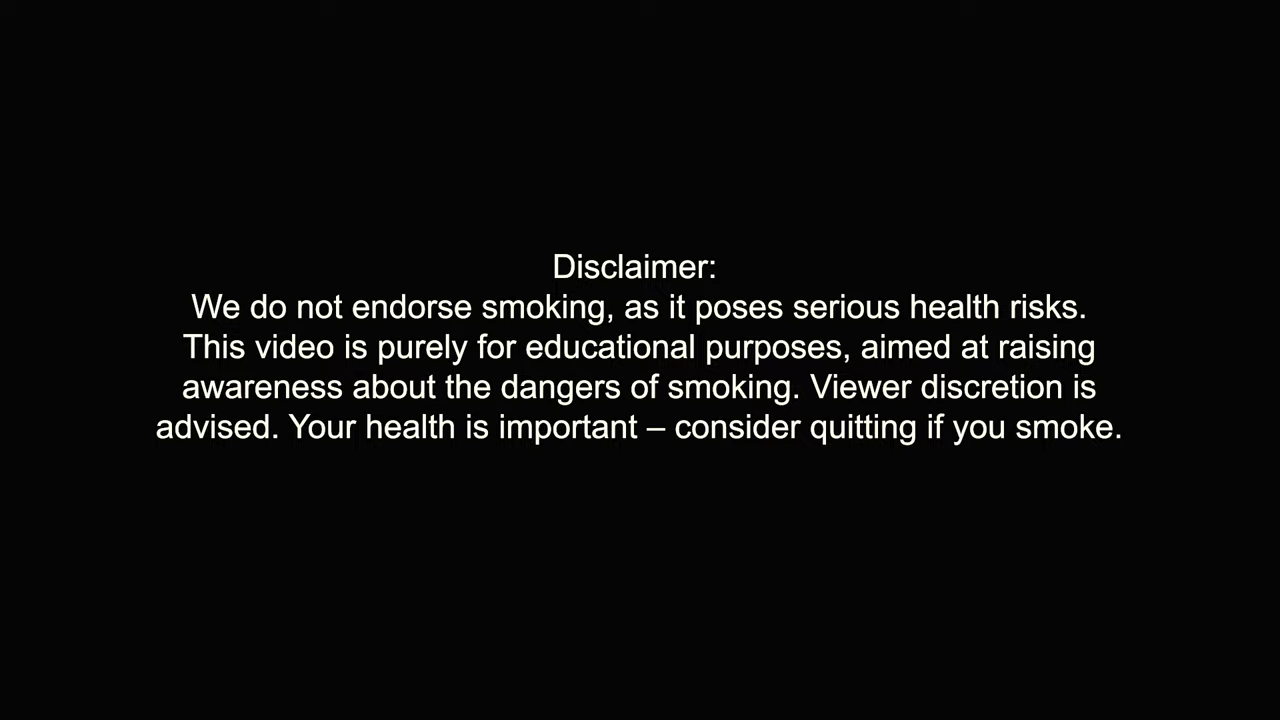 Disclaimer:
We do not endorse smoking, as it poses serious health risks.
This video is purely for educational purposes, aimed at raising
awareness about the dangers of smoking. Viewer discretion is
advised. Your health is important – consider quitting if you smoke.